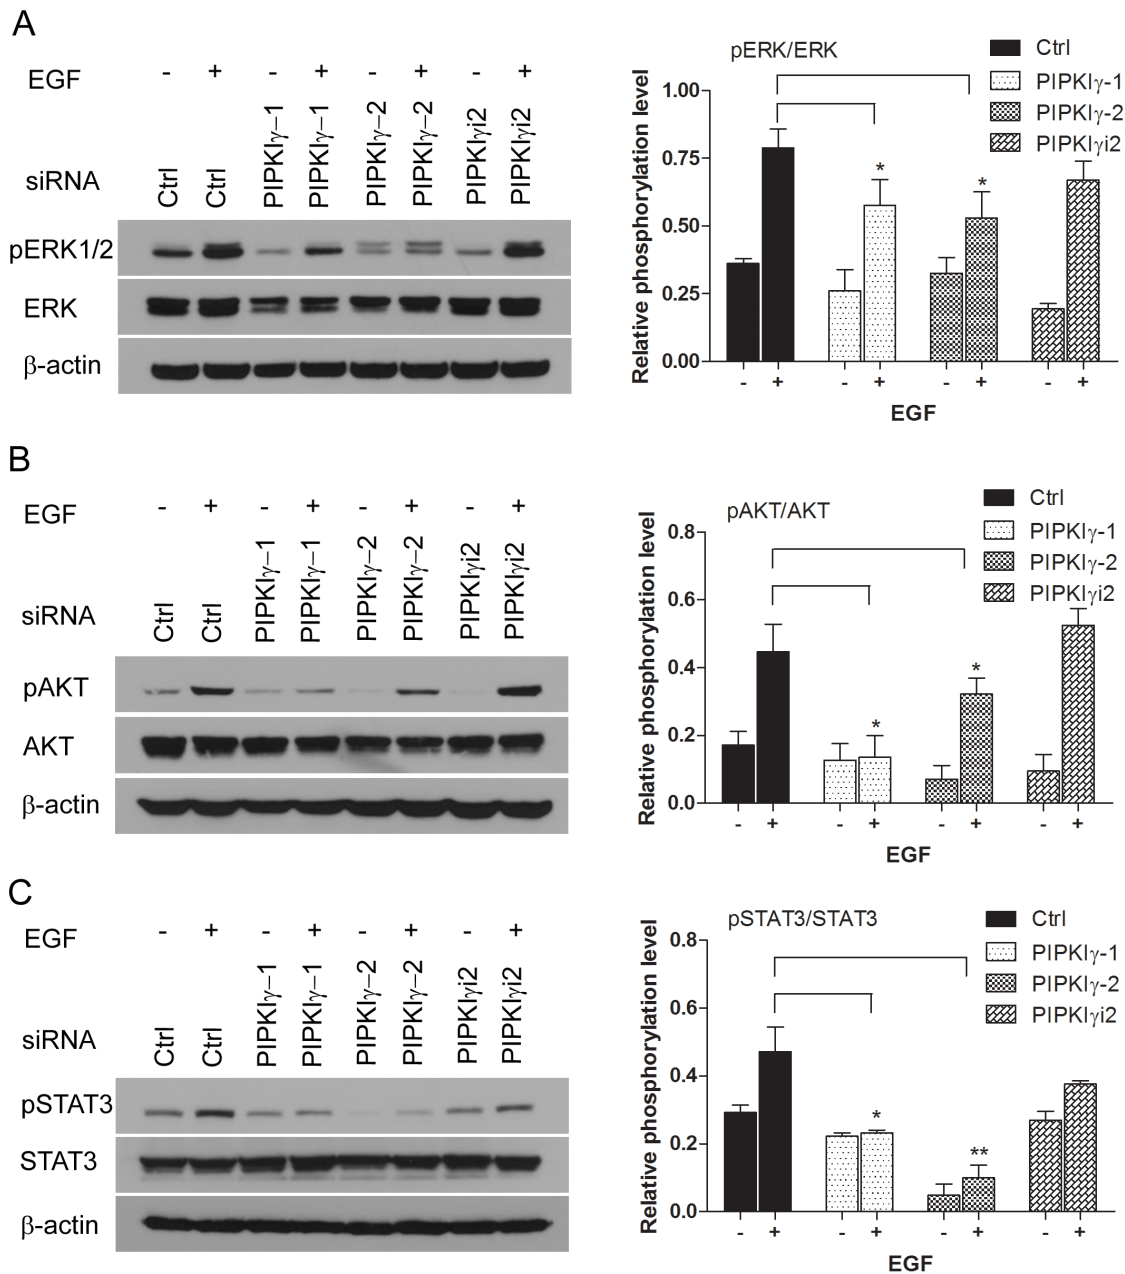 A
EGF - + - + - + - +
siRNA Ctrl Ctrl PIPKIγ−1 PIPKIγ−1 PIPKIγ−2 PIPKIγ−2 PIPKIγi2 PIPKIγi2
pERK1/2
ERK
β-actin
pERK/ERK
Ctrl
PIPKIγ-1
PIPKIγ-2
PIPKIγi2
Relative phosphorylation level
1.00
0.75
0.50
0.25
0.00
* *
- + - + - + - +
EGF
B
EGF - + - + - + - +
siRNA Ctrl Ctrl PIPKIγ−1 PIPKIγ−1 PIPKIγ−2 PIPKIγ−2 PIPKIγi2 PIPKIγi2
pAKT
AKT
β-actin
pAKT/AKT
Ctrl
PIPKIγ-1
PIPKIγ-2
PIPKIγi2
Relative phosphorylation level
0.8
0.6
0.4
0.2
0.0
* *
- + - + - + - +
EGF
C
EGF - + - + - + - +
siRNA Ctrl Ctrl PIPKIγ−1 PIPKIγ−1 PIPKIγ−2 PIPKIγ−2 PIPKIγi2 PIPKIγi2
pSTAT3
STAT3
β-actin
pSTAT3/STAT3
Ctrl
PIPKIγ-1
PIPKIγ-2
PIPKIγi2
Relative phosphorylation level
0.8
0.6
0.4
0.2
0.0
* **
- + - + - + - +
EGF